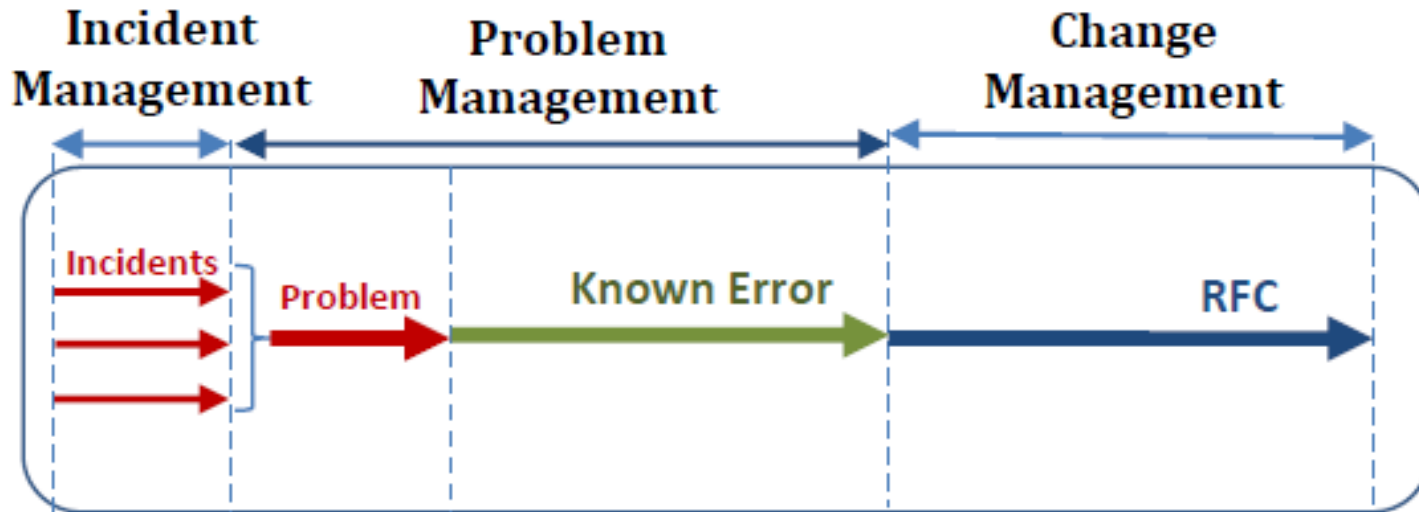 Incident
Management
Problem
Management
Change
Management
Incidents
Problem
Known Error
RFC